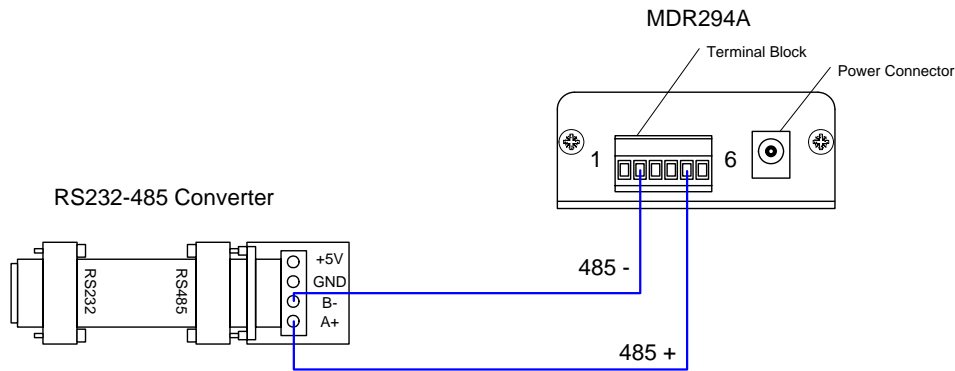 MDR294A
Terminal Block
Power Connector
1
6
RS232-485 Converter
RS232
RS485
+5V
GND
B-
A+
485 -
485 +